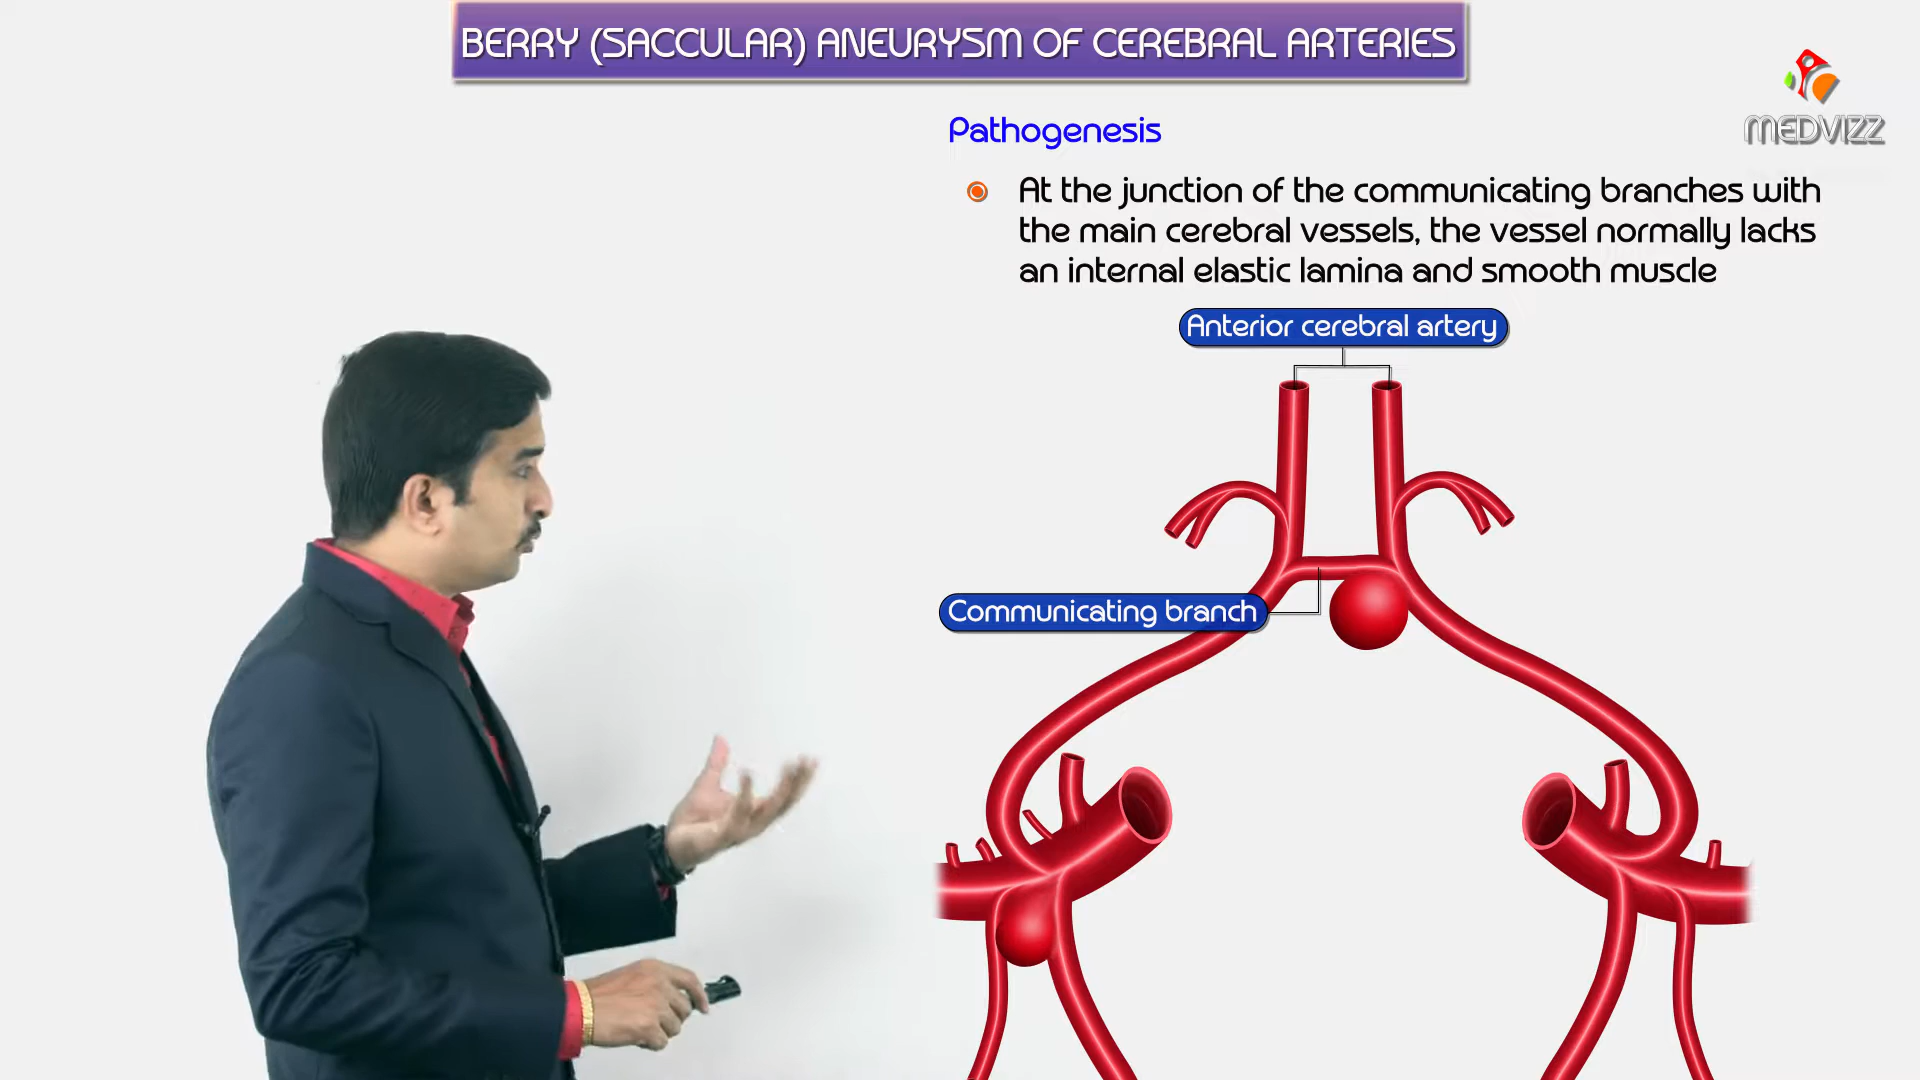 BERRY (SACCULAR) ANEURYSM OF CEREBRAL ARTERIES
MEDVIZZ
Pathogenesis
At the junction of the communicating branches with
the main cerebral vessels, the vessel normally lacks
an internal elastic lamina and smooth muscle
Anterior cerebral artery
Communicating branch